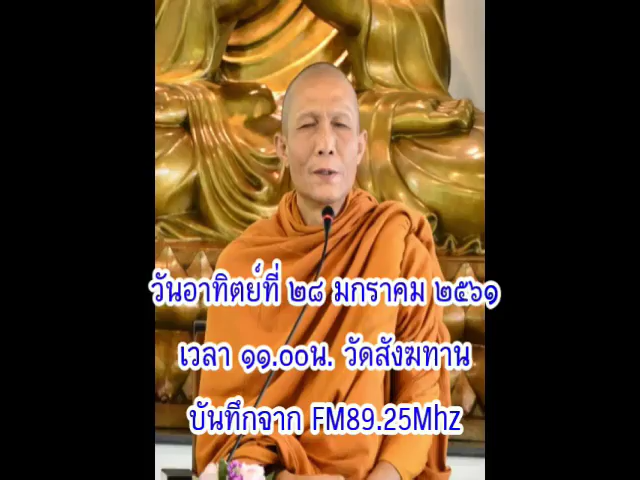 วันอาทิตย์ที่ ๒๘ มกราคม ๒๕๖๑
เวลา ๑๑.๐๐น. วัดสังฆทาน
บันทึกจาก FM89.25Mhz